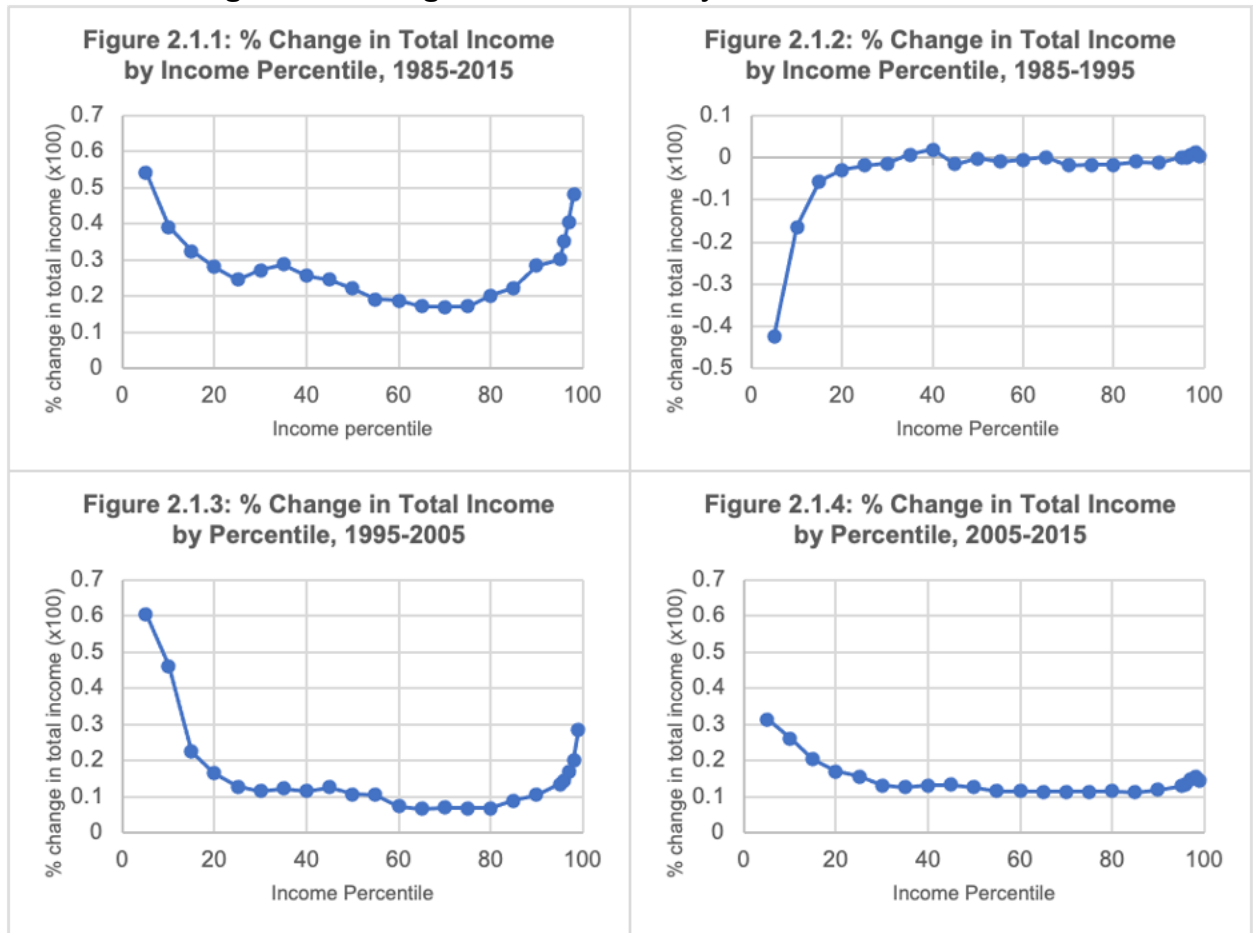 Figure 2.1.1: % Change in Total Income
by Income Percentile, 1985-2015
% change in total income (x100)
0.7
0.6
0.5
0.4
0.3
0.2
0.1
0
0 20 40 60 80 100
Income percentile
Figure 2.1.2: % Change in Total Income
by Income Percentile, 1985-1995
% change in total income (x100)
0.1
0
-0.1
-0.2
-0.3
-0.4
-0.5
0 20 40 60 80 100
Income Percentile
Figure 2.1.3: % Change in Total Income
by Percentile, 1995-2005
% change in total income (x100)
0.7
0.6
0.5
0.4
0.3
0.2
0.1
0
0 20 40 60 80 100
Income Percentile
Figure 2.1.4: % Change in Total Income
by Percentile, 2005-2015
% change in total income (x100)
0.7
0.6
0.5
0.4
0.3
0.2
0.1
0
0 20 40 60 80 100
Income Percentile